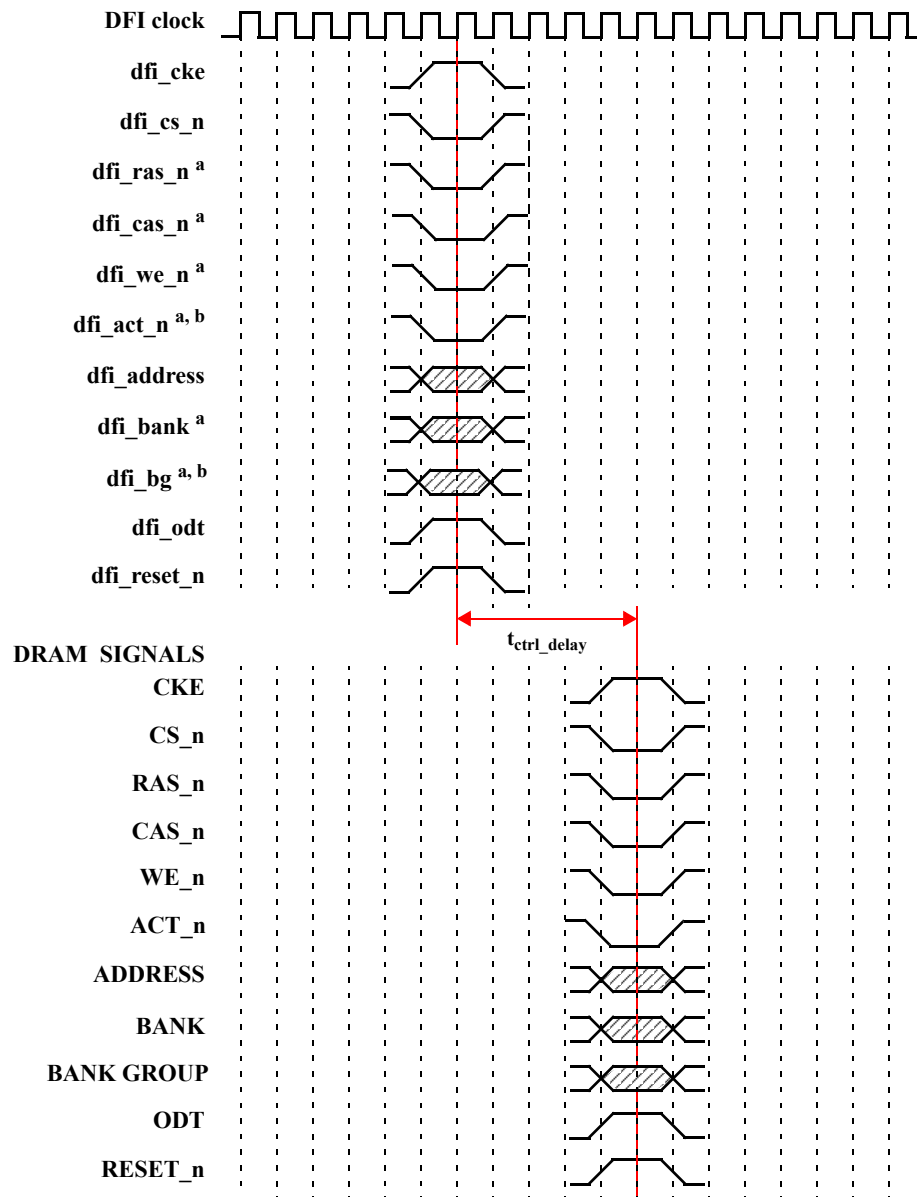 DFI clock
dfi_cke
dfi_cs_n
dfi_ras_n a
dfi_cas_n a
dfi_we_n a
dfi_act_n a, b
dfi_address
dfi_bank a
dfi_bg a, b
dfi_odt
dfi_reset_n
tctrl_delay
DRAM SIGNALS
CKE
CS_n
RAS_n
CAS_n
WE_n
ACT_n
ADDRESS
BANK
BANK GROUP
ODT
RESET_n